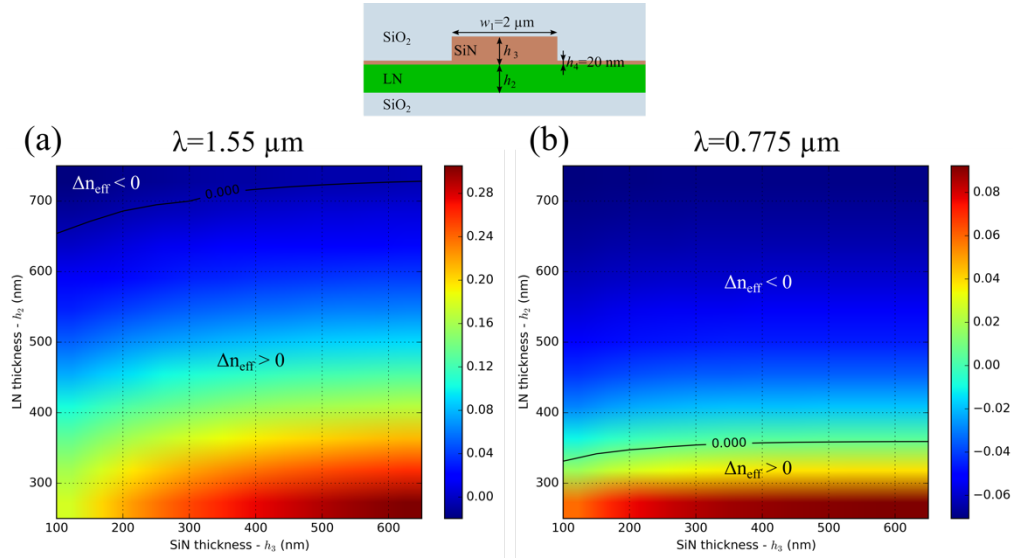 w₁=2 µm
SiO₂
SiN
h₃
h₄=20 nm
LN
h₂
SiO₂
(a)
λ=1.55 µm
(b)
λ=0.775 µm
Δn_eff < 0
0.000
Δn_eff > 0
700
600
500
400
300
LN thickness - h₂ (nm)
100
200
300
400
500
600
SiN thickness - h₃ (nm)
0.28
0.24
0.20
0.16
0.12
0.08
0.04
0.00
Δn_eff < 0
0.000
Δn_eff > 0
700
600
500
400
300
LN thickness - h₂ (nm)
100
200
300
400
500
600
SiN thickness - h₃ (nm)
0.08
0.06
0.04
0.02
0.00
−0.02
−0.04
−0.06